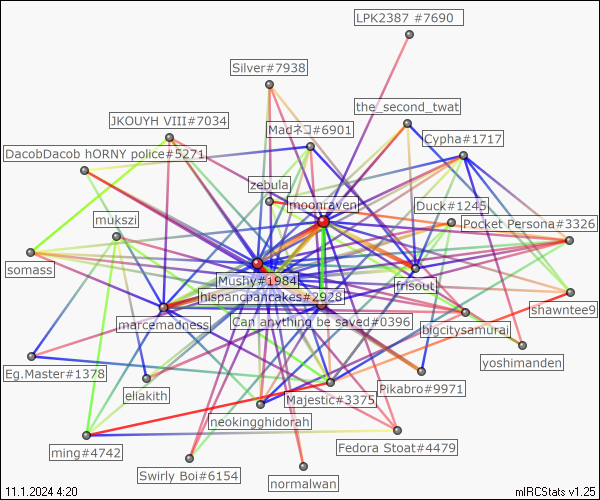 LPK2387 #7690
Silver#7938
the_second_twat
JKOUYH VIII#7034
Madネコ#6901
Cypha#1717
DacobDacob hORNY police#5271
zebula
moonraven
Duck#1245
mukszi
Pocket Persona#3326
somass
Mushy#1984
frisout
hispancpancakes#2928
shawntee9
marcemadness
Can anything be saved#0396
bigcitysamurai
yoshimanden
Eg.Master#1378
eliakith
Pikabro#9971
Majestic#3375
neokingghidorah
Fedora Stoat#4479
ming#4742
Swirly Boi#6154
normalwan
11.1.2024 4:20
mIRCStats v1.25